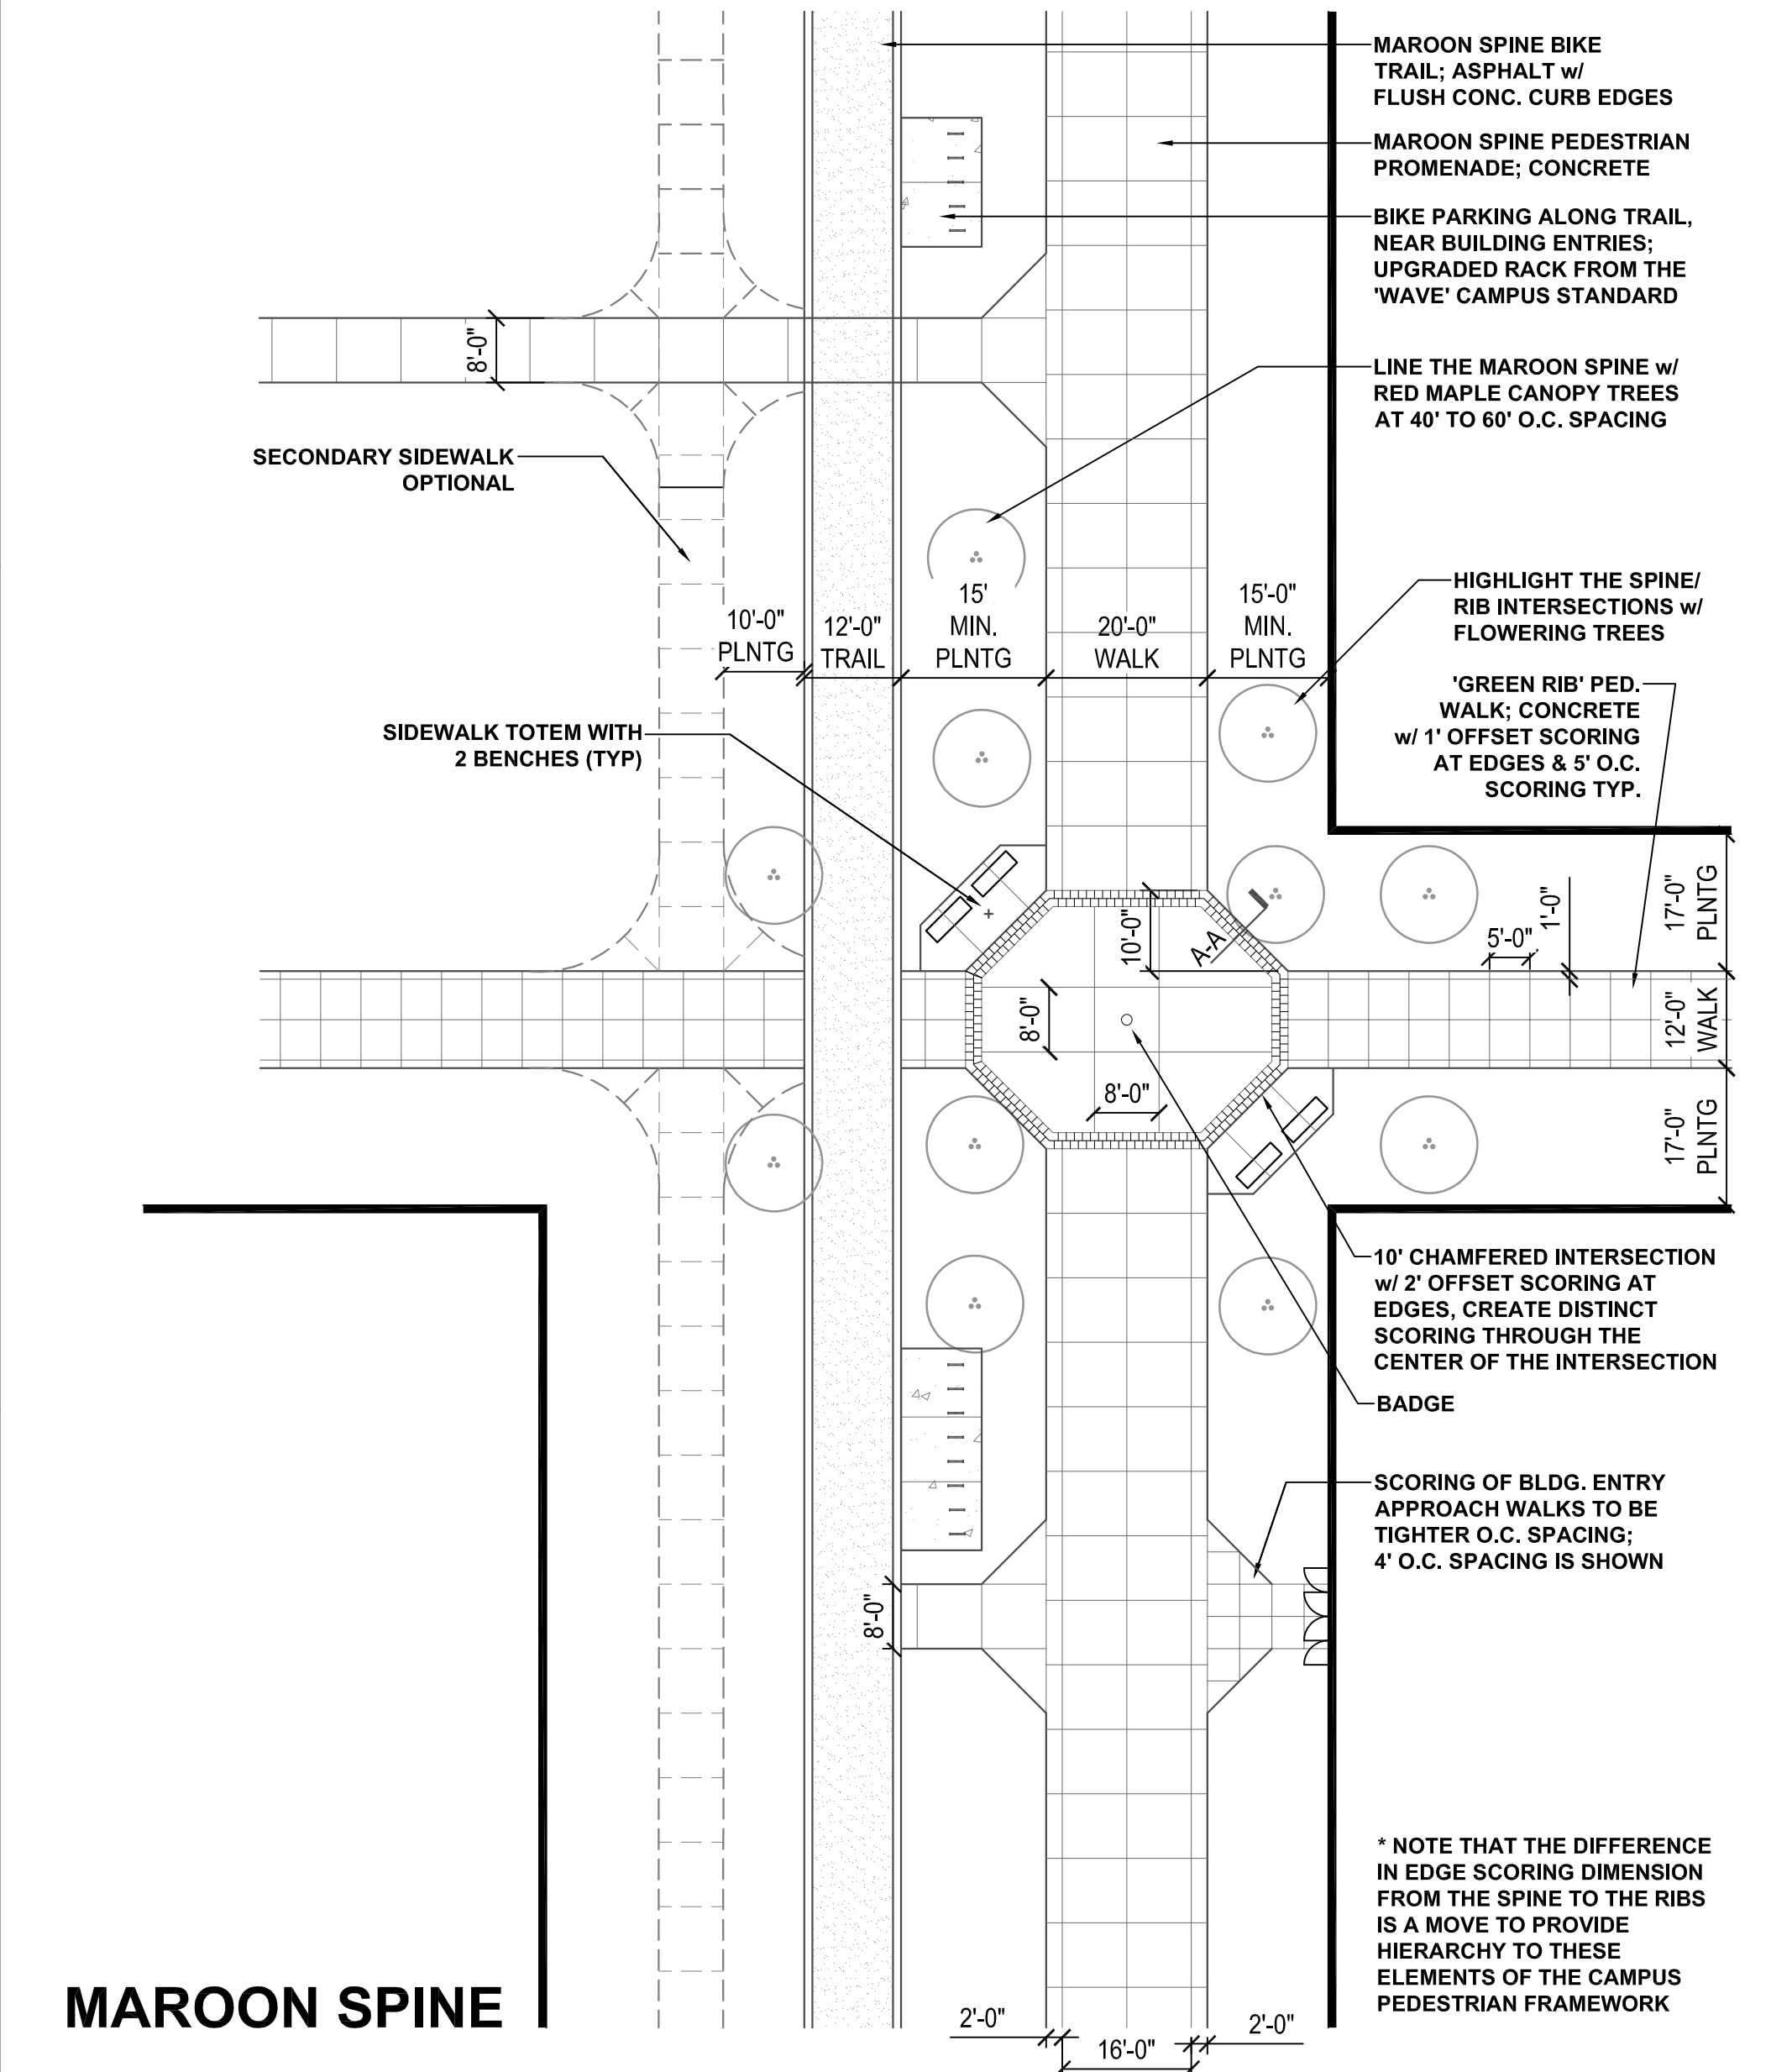 MAROON SPINE BIKE
TRAIL; ASPHALT w/
FLUSH CONC. CURB EDGES
MAROON SPINE PEDESTRIAN
PROMENADE; CONCRETE
BIKE PARKING ALONG TRAIL,
NEAR BUILDING ENTRIES;
UPGRADED RACK FROM THE
'WAVE' CAMPUS STANDARD
8'-0"
LINE THE MAROON SPINE w/
RED MAPLE CANOPY TREES
AT 40' TO 60' O.C. SPACING
SECONDARY SIDEWALK
OPTIONAL
HIGHLIGHT THE SPINE/
RIB INTERSECTIONS w/
FLOWERING TREES
10'-0"
PLNTG
12'-0"
TRAIL
15'
MIN.
PLNTG
20'-0"
WALK
15'-0"
MIN.
PLNTG
'GREEN RIB' PED.
WALK; CONCRETE
w/ 1' OFFSET SCORING
AT EDGES & 5' O.C.
SCORING TYP.
SIDEWALK TOTEM WITH
2 BENCHES (TYP)
10'-0"
A-A
5'-0"
1'-0"
17'-0"
PLNTG
8'-0"
8'-0"
12'-0"
WALK
17'-0"
PLNTG
10' CHAMFERED INTERSECTION
w/ 2' OFFSET SCORING AT
EDGES, CREATE DISTINCT
SCORING THROUGH THE
CENTER OF THE INTERSECTION
BADGE
SCORING OF BLDG. ENTRY
APPROACH WALKS TO BE
TIGHTER O.C. SPACING;
4' O.C. SPACING IS SHOWN
8'-0"
* NOTE THAT THE DIFFERENCE
IN EDGE SCORING DIMENSION
FROM THE SPINE TO THE RIBS
IS A MOVE TO PROVIDE
HIERARCHY TO THESE
ELEMENTS OF THE CAMPUS
PEDESTRIAN FRAMEWORK
MAROON SPINE
2'-0"
16'-0"
2'-0"